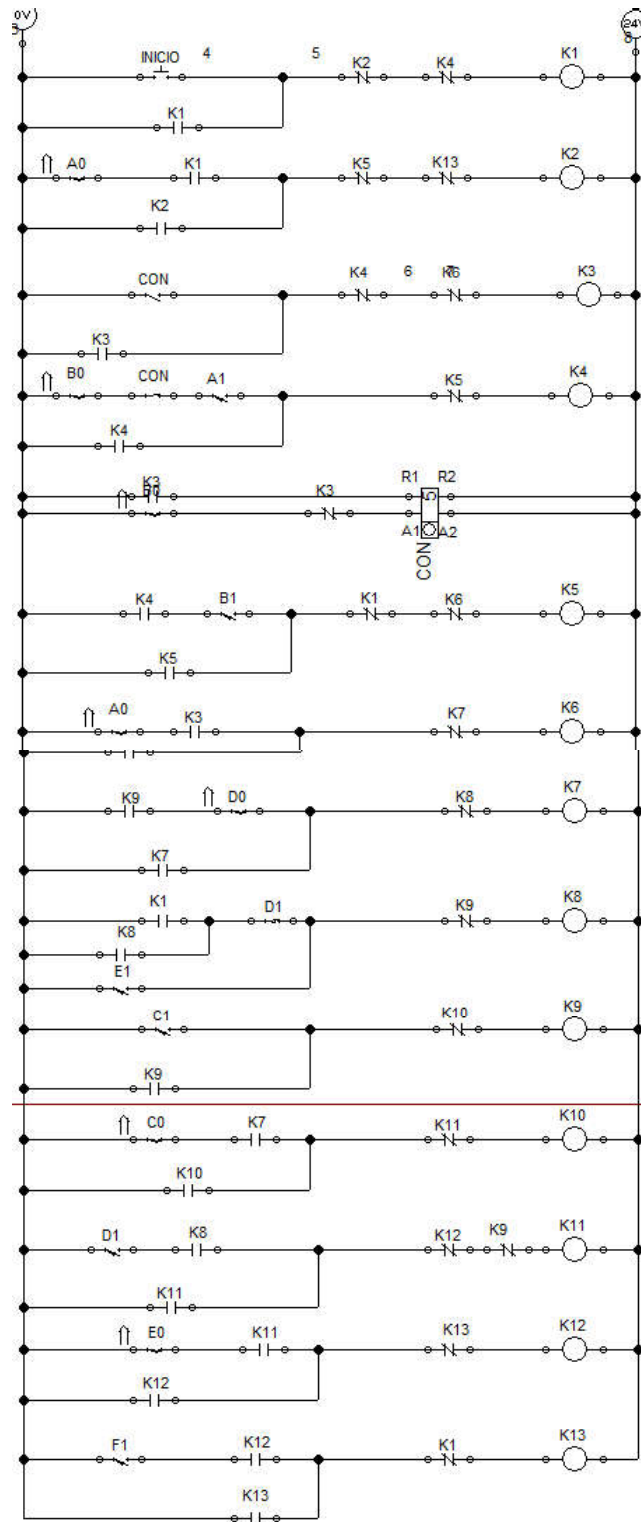 0V 24V
INICIO 4 5 K2 K4 K1
K1
A0 K1 K5 K13 K2
K2
CON K4 6 K6 K3
K3
B0 CON A1 K5 K4
K4
K3 R1 5 R2
B0 K3 A1 A2
CON
K4 B1 K1 K6 K5
K5
A0 K3 K7 K6
K9 D0 K8 K7
K7
K1 D1 K9 K8
K8
E1
C1 K10 K9
K9
C0 K7 K11 K10
K10
D1 K8 K12 K9 K11
K11
E0 K11 K13 K12
K12
F1 K12 K1 K13
K13